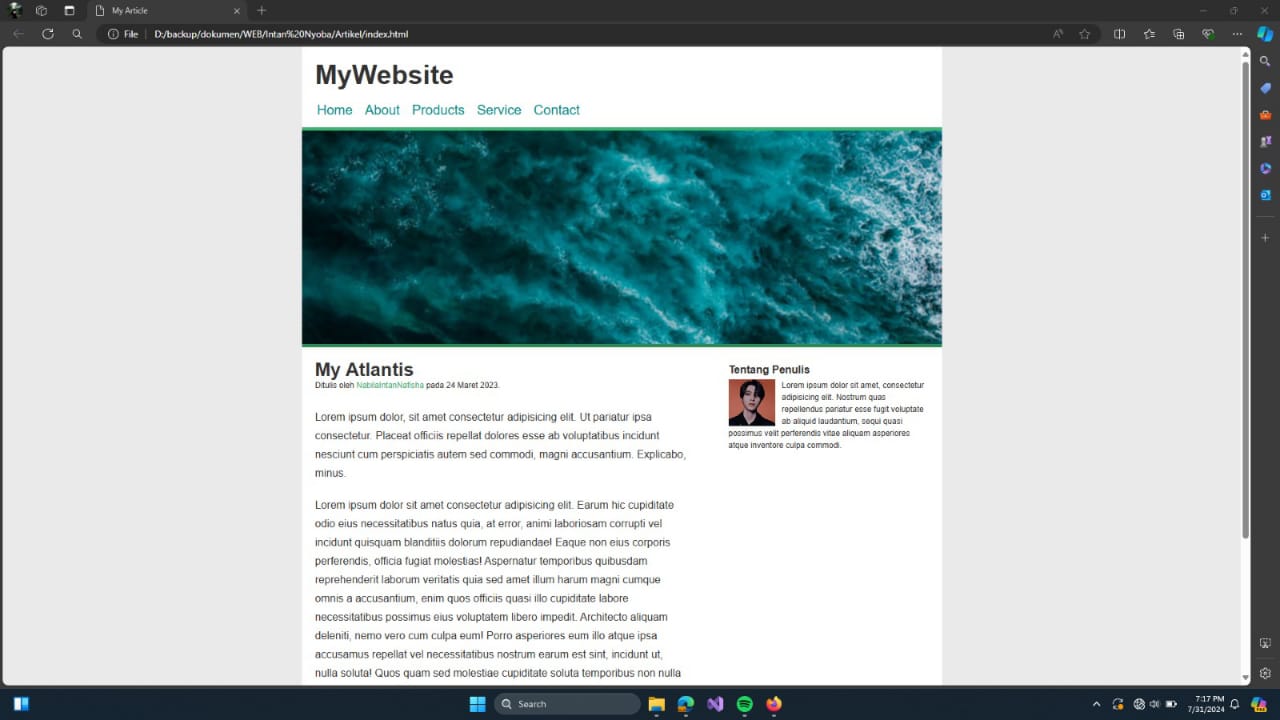 My Article
File
D:/backup/dokumen/WEB/Intan%20Nyoba/Artikel/index.html
MyWebsite
Home About Products Service Contact
My Atlantis
Ditulis oleh NabilaIntanNafisha pada 24 Maret 2023.
Lorem ipsum dolor, sit amet consectetur adipisicing elit. Ut pariatur ipsa
consectetur. Placeat officiis repellat dolores esse ab voluptatibus incidunt
nesciunt cum perspiciatis autem sed commodi, magni accusantium. Explicabo,
minus.
Lorem ipsum dolor sit amet consectetur adipisicing elit. Earum hic cupiditate
odio eius necessitatibus natus quia, at error, animi laboriosam corrupti vel
incidunt quisquam blanditiis dolorum repudiandae! Eaque non eius corporis
perferendis, officia fugiat molestias! Aspernatur temporibus quibusdam
reprehenderit laborum veritatis quia sed amet illum harum magni cumque
omnis a accusantium, enim quos officiis quasi illo cupiditate labore
necessitatibus possimus eius voluptatem libero impedit. Architecto aliquam
deleniti, nemo vero cum culpa eum! Porro asperiores eum illo atque ipsa
accusamus repellat vel necessitatibus nostrum earum est sint, incidunt ut,
nulla soluta! Quos quam sed molestiae cupiditate soluta temporibus non nulla
Tentang Penulis
Lorem ipsum dolor sit amet, consectetur
adipisicing elit. Nostrum quas
repellendus pariatur esse fugit voluptate
ab aliquid laudantium, sequi quasi
possimus velit perferendis vitae aliquam asperiores
atque inventore culpa commodi.
Search
7:17 PM
7/31/2024